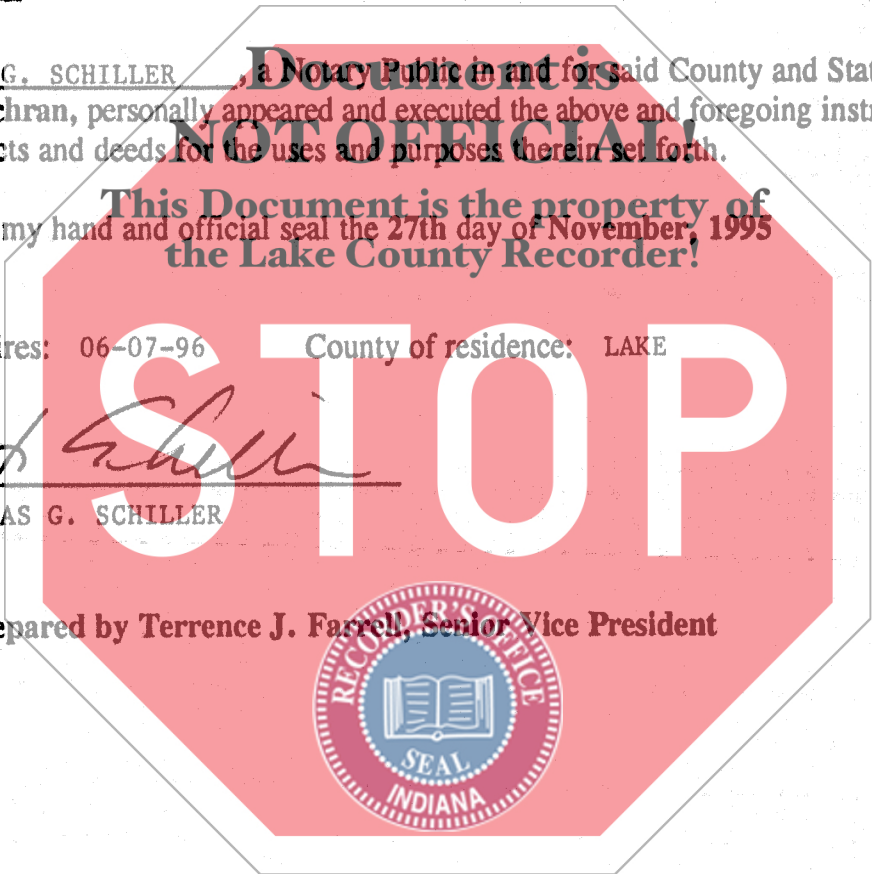 G. SCHILLER, a Notary Public in and for said County and Stat
Document is
chran, personally appeared and executed the above and foregoing instr
NOT OFFICIAL!
cts and deeds for the uses and purposes therein set forth.
This Document is the property of
my hand and official seal the 27th day of November, 1995
the Lake County Recorder!
ires: 06-07-96 County of residence: LAKE
STOP
AS G. SCHILLER
epared by Terrence J. Farrell, Senior Vice President
RECORDER'S OFFICE
SEAL
INDIANA